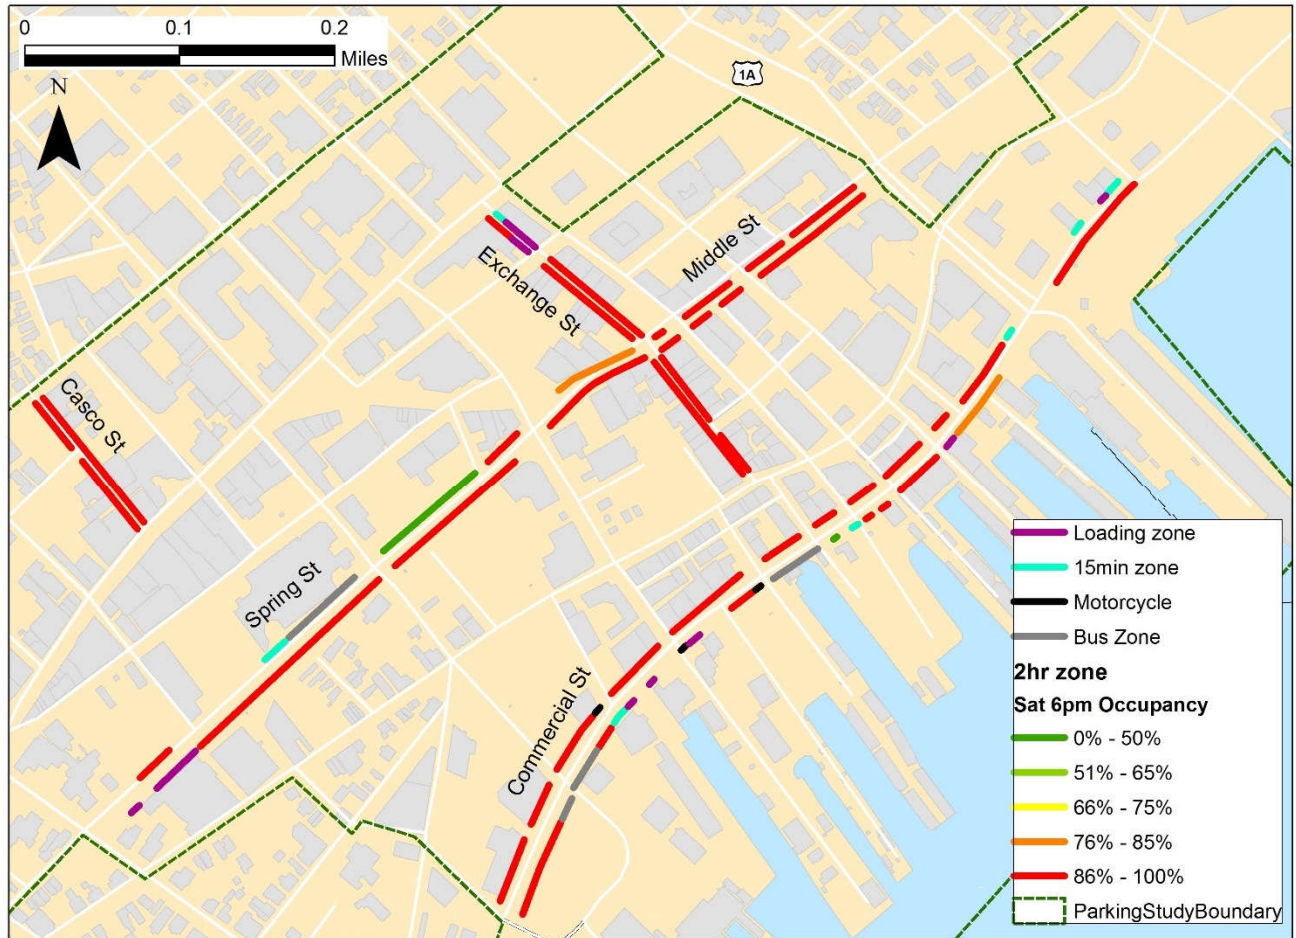 0 0.1 0.2
Miles
N
1A
Middle St
Exchange St
Casco St
Spring St
Commercial St
Loading zone
15min zone
Motorcycle
Bus Zone
2hr zone
Sat 6pm Occupancy
0% - 50%
51% - 65%
66% - 75%
76% - 85%
86% - 100%
ParkingStudyBoundary